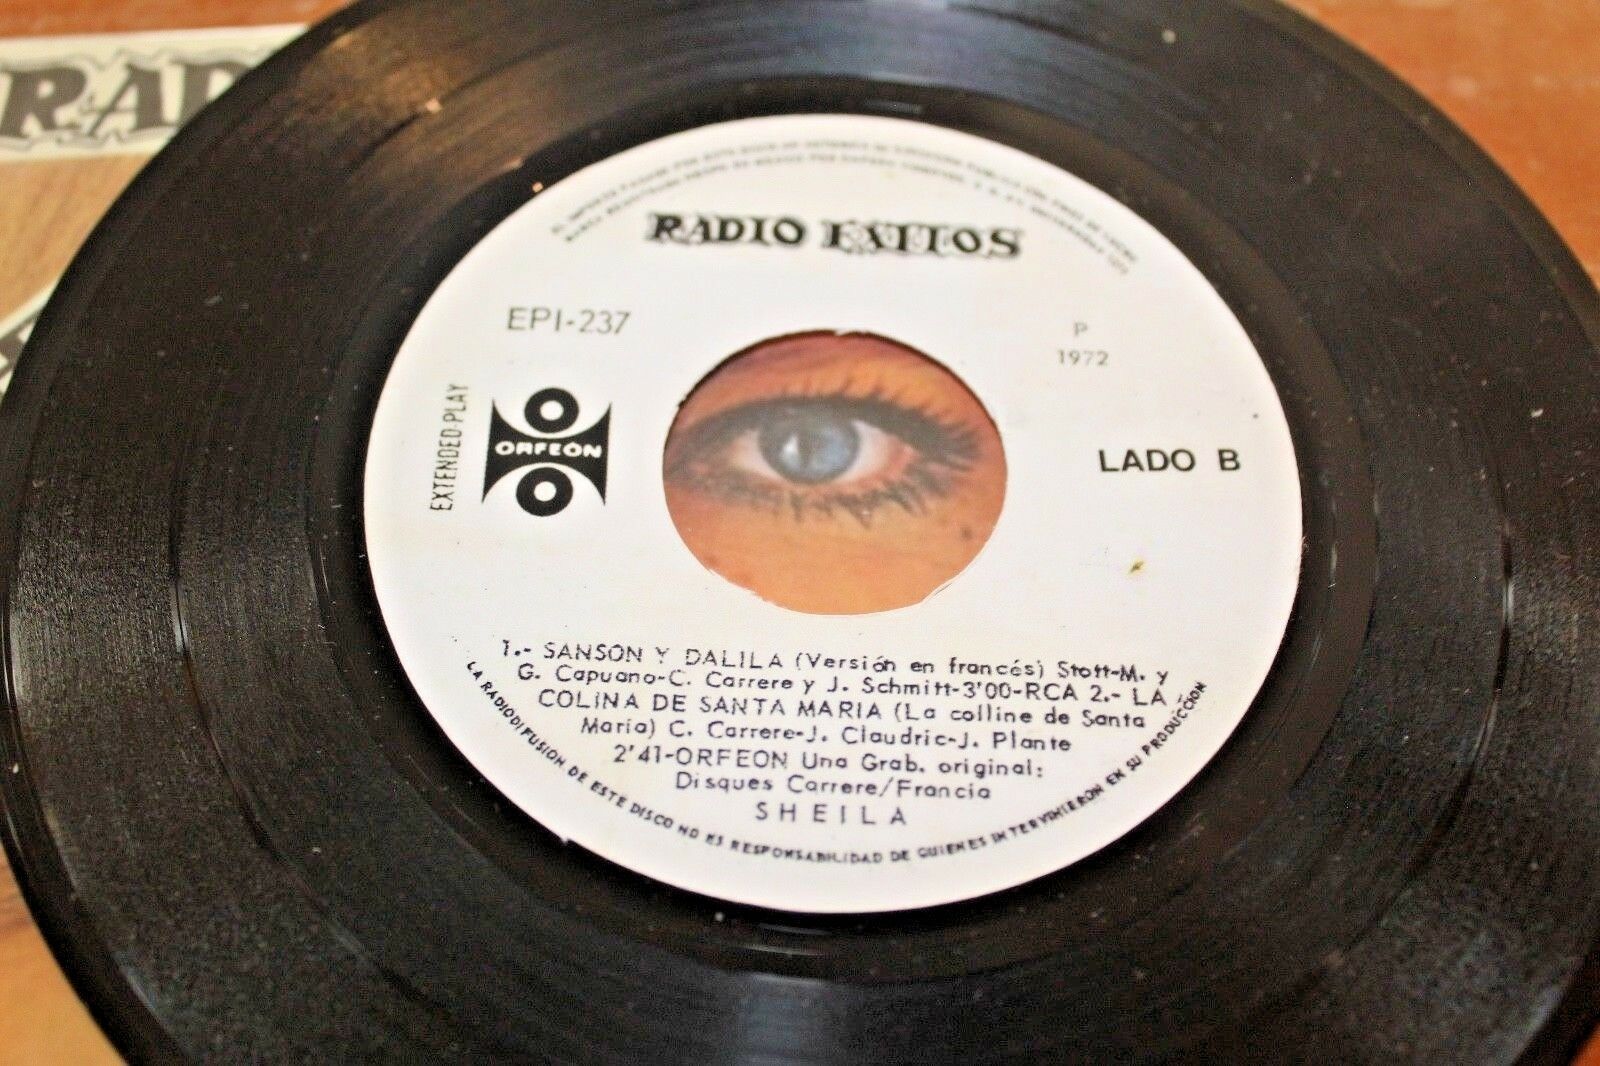 RADIO EXITOS
EPI-237
P
1972
EXTENDED-PLAY
ORFEÓN
LADO B
1.- SANSON Y DALILA (Versión en francés) Stott-M. y
G. Capuano-C. Carrere y J. Schmitt-3'00-RCA 2.- LA
COLINA DE SANTA MARIA (La colline de Santa
Maria) C. Carrere-J. Claudric-J. Plante
2'41-ORFEON Una Grab. original:
Disques Carrere/Francia
SHEILA
LA RADIODIFUSION DE ESTE DISCO NO ES RESPONSABILIDAD DE QUIENES INTERVINIERON EN SU PRODUCCIÓN